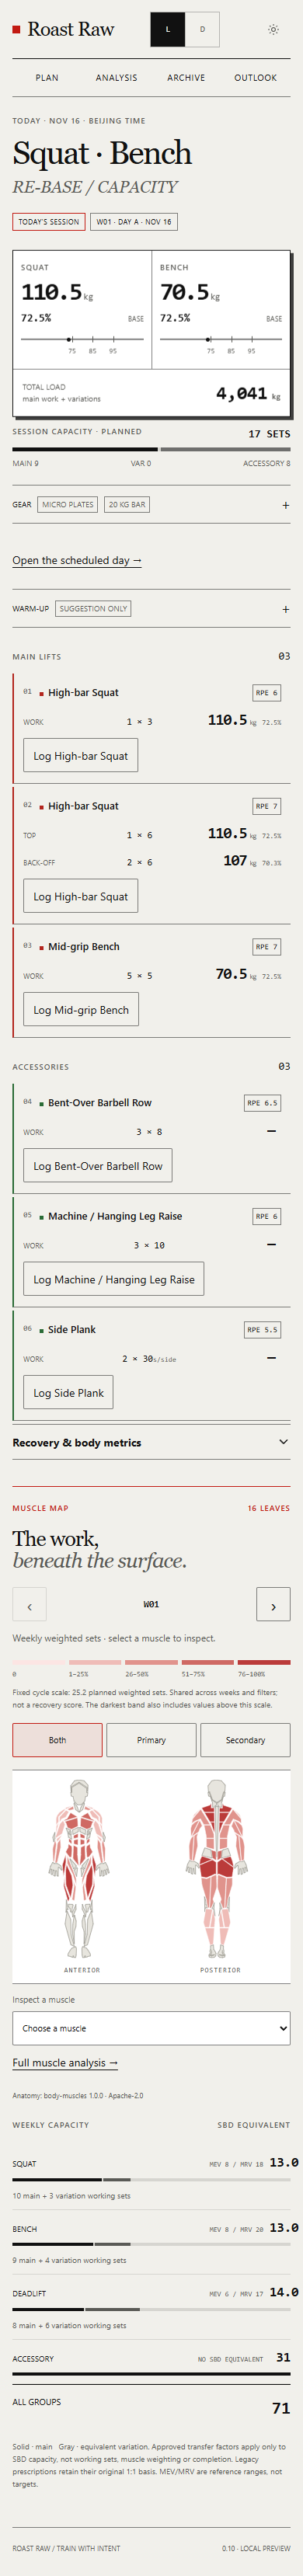 Roast Raw
L D
PLAN ANALYSIS ARCHIVE OUTLOOK
TODAY · NOV 16 · BEIJING TIME
Squat · Bench
RE-BASE / CAPACITY
TODAY'S SESSION W01 · DAY A · NOV 16
SQUAT BENCH
110.5 kg 70.5 kg
72.5% BASE 72.5% BASE
75 85 95 75 85 95
TOTAL LOAD
main work + variations
4,041 kg
SESSION CAPACITY · PLANNED 17 SETS
MAIN 9 VAR 0 ACCESSORY 8
GEAR MICRO PLATES 20 KG BAR +
Open the scheduled day →
WARM-UP SUGGESTION ONLY +
MAIN LIFTS 03
01 High-bar Squat RPE 6
WORK 1 × 3 110.5 kg 72.5%
Log High-bar Squat
02 High-bar Squat RPE 7
TOP 1 × 6 110.5 kg 72.5%
BACK-OFF 2 × 6 107 kg 70.3%
Log High-bar Squat
03 Mid-grip Bench RPE 7
WORK 5 × 5 70.5 kg 72.5%
Log Mid-grip Bench
ACCESSORIES 03
04 Bent-Over Barbell Row RPE 6.5
WORK 3 × 8 —
Log Bent-Over Barbell Row
05 Machine / Hanging Leg Raise RPE 6
WORK 3 × 10 —
Log Machine / Hanging Leg Raise
06 Side Plank RPE 5.5
WORK 2 × 30s/side —
Log Side Plank
Recovery & body metrics
MUSCLE MAP 16 LEAVES
The work,
beneath the surface.
‹ W01 ›
Weekly weighted sets · select a muscle to inspect.
0 1–25% 26–50% 51–75% 76–100%
Fixed cycle scale: 25.2 planned weighted sets. Shared across weeks and filters;
not a recovery score. The darkest band also includes values above this scale.
Both Primary Secondary
ANTERIOR POSTERIOR
Inspect a muscle
Choose a muscle
Full muscle analysis →
Anatomy: body-muscles 1.0.0 · Apache-2.0
WEEKLY CAPACITY SBD EQUIVALENT
SQUAT MEV 8 / MRV 18 13.0
10 main + 3 variation working sets
BENCH MEV 8 / MRV 20 13.0
9 main + 4 variation working sets
DEADLIFT MEV 6 / MRV 17 14.0
8 main + 6 variation working sets
ACCESSORY NO SBD EQUIVALENT 31
ALL GROUPS 71
Solid · main Gray · equivalent variation. Approved transfer factors apply only to
SBD capacity, not working sets, muscle weighting or completion. Legacy
prescriptions retain their original 1:1 basis. MEV/MRV are reference ranges, not
targets.
ROAST RAW / TRAIN WITH INTENT 0.10 · LOCAL PREVIEW